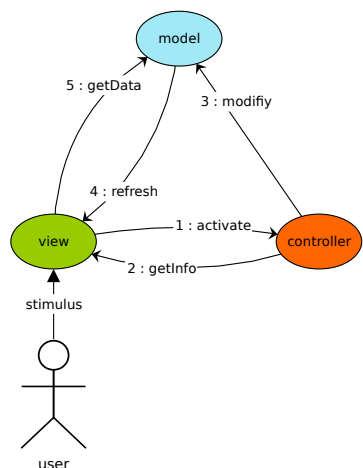 model
5 : getData
3 : modifiy
4 : refresh
1 : activate
view
controller
2 : getInfo
stimulus
user